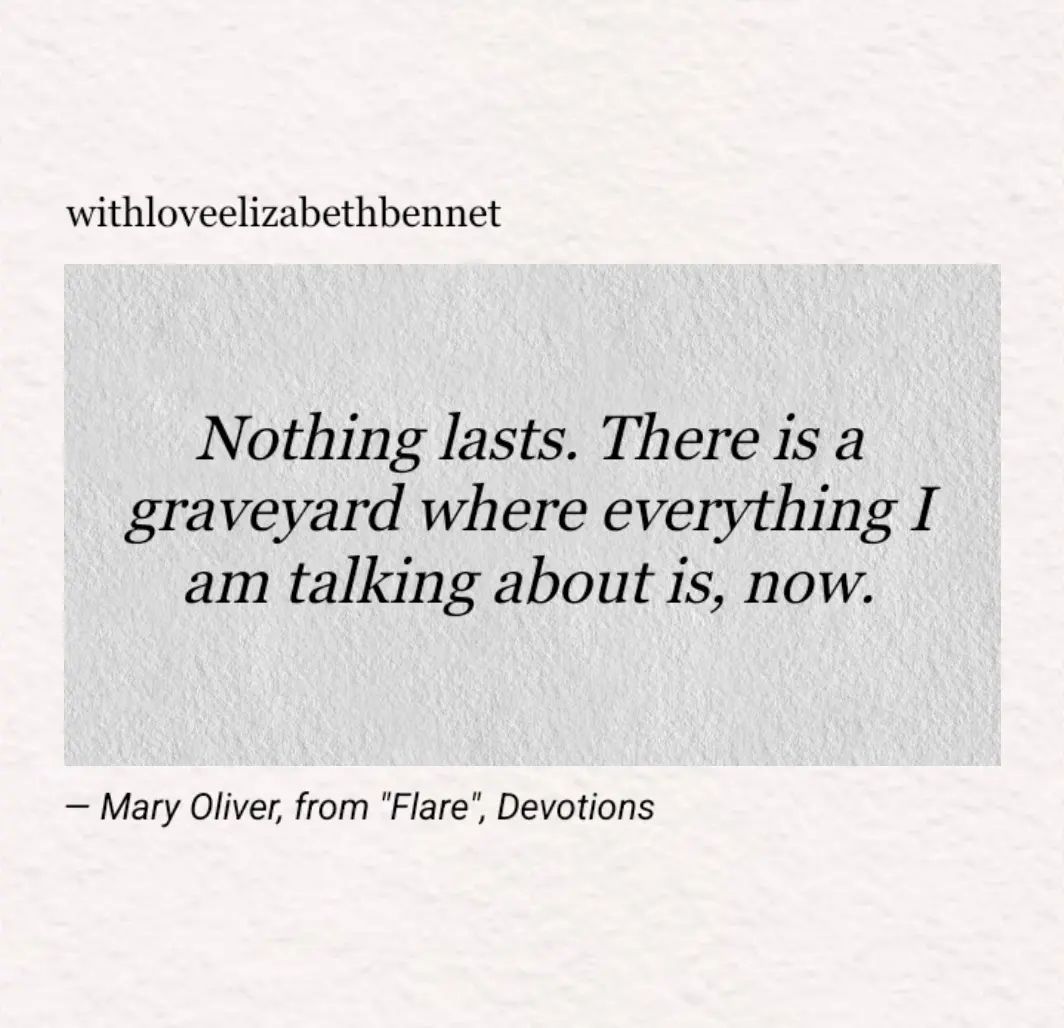 withloveelizabethbennet
Nothing lasts. There is a
graveyard where everything I
am talking about is, now.
— Mary Oliver, from "Flare", Devotions